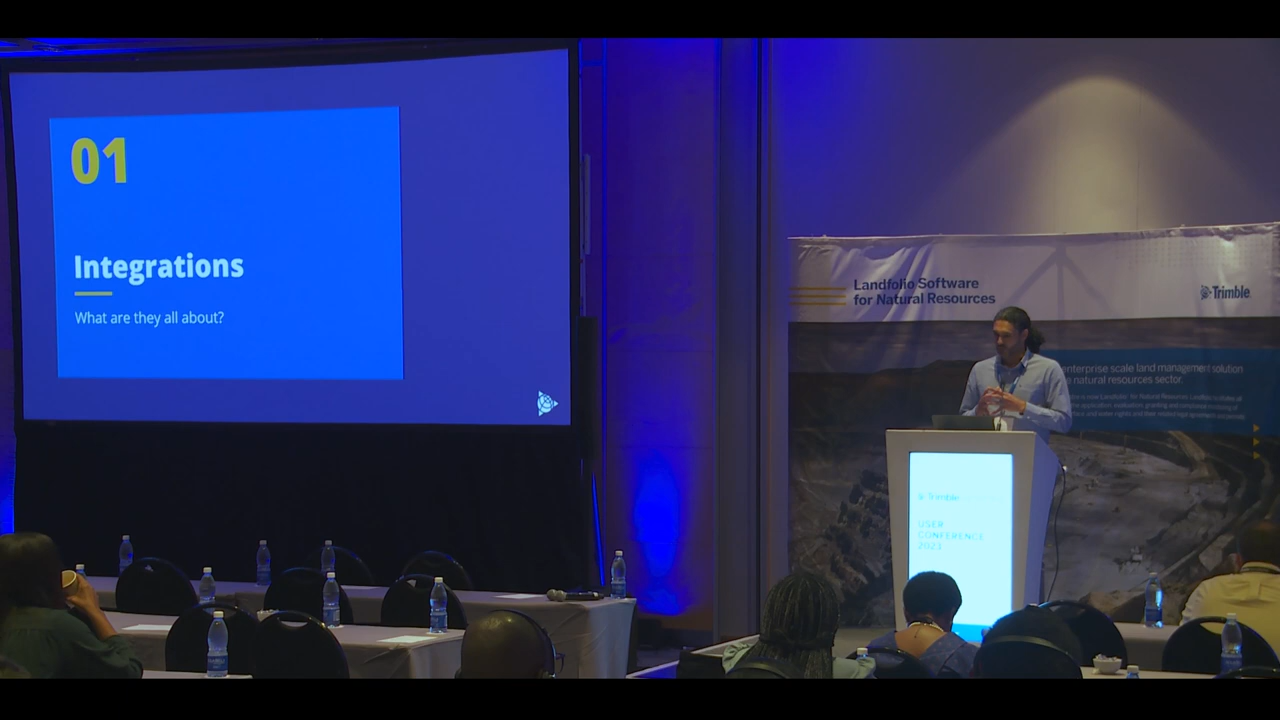 01
Integrations
What are they all about?
Landfolio Software
for Natural Resources
Trimble
enterprise scale land management solution
natural resources sector.
Trimble
USER
CONFERENCE
2023